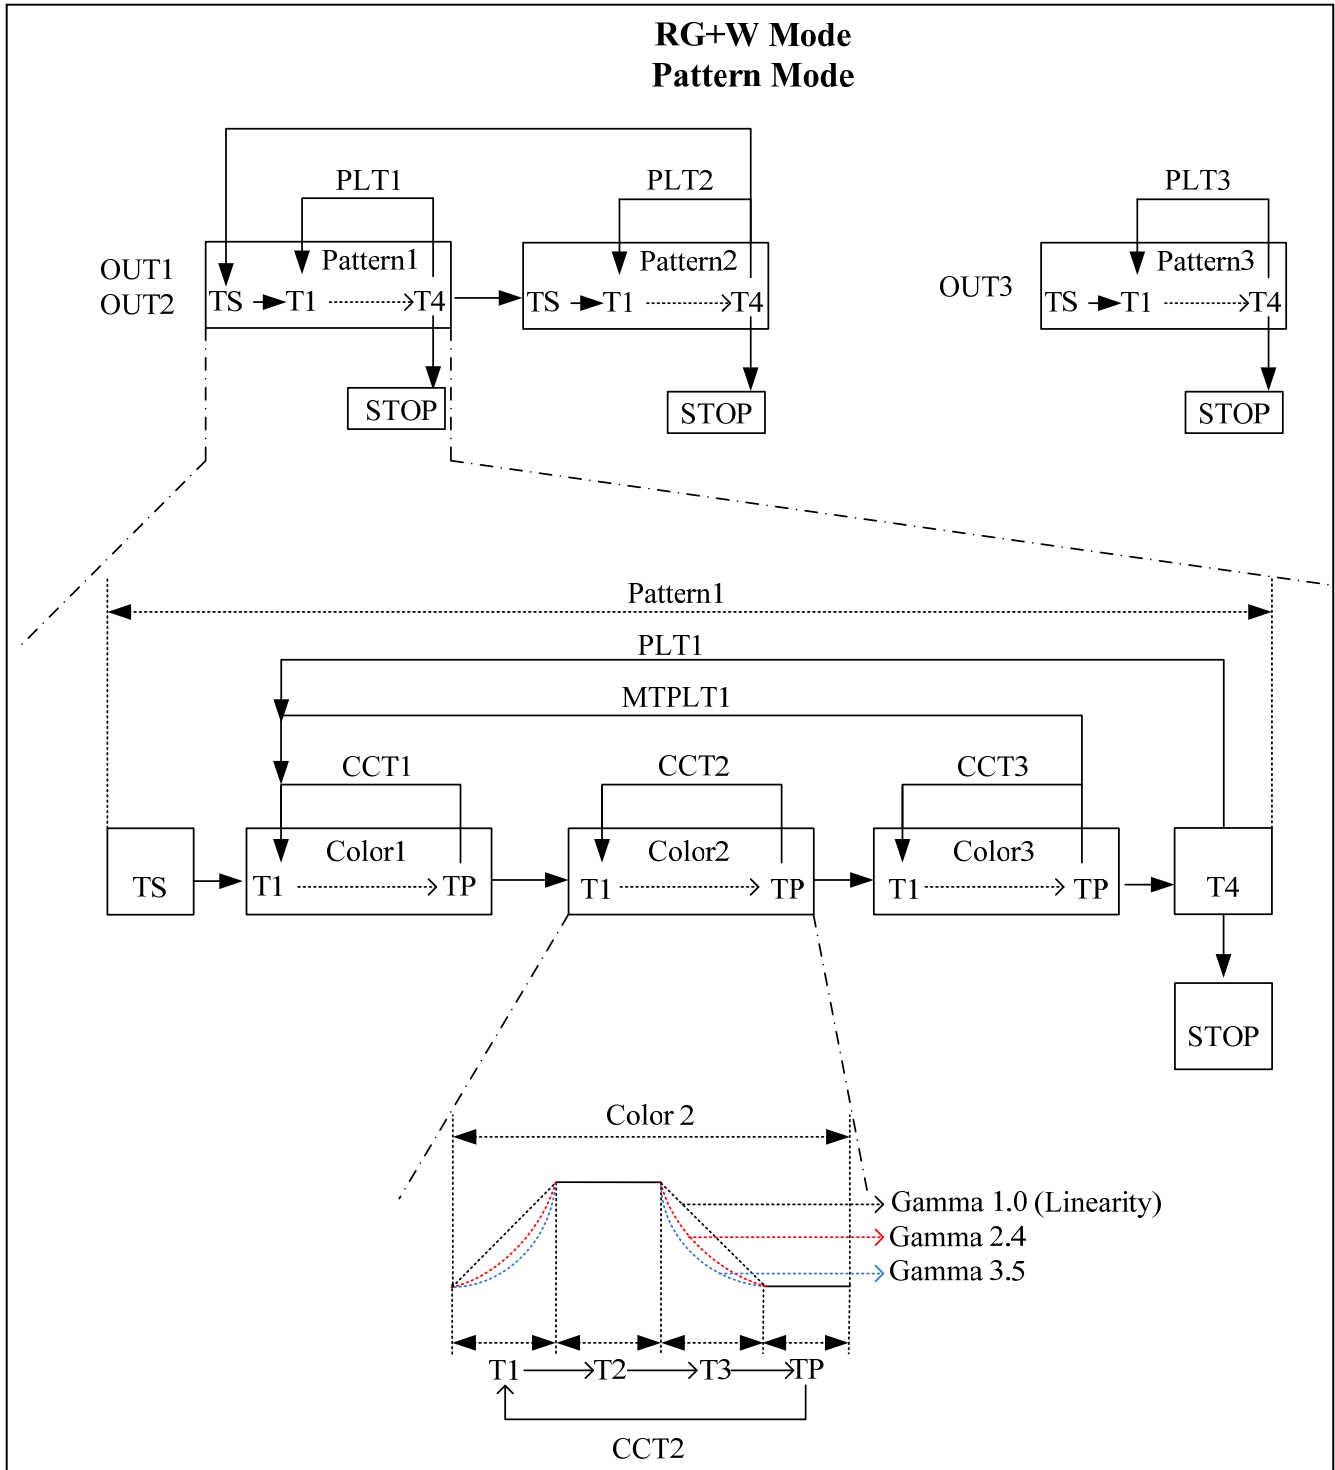 RG+W Mode
Pattern Mode
PLT1
PLT2
PLT3
OUT1
OUT2
Pattern1
TS
T1
T4
Pattern2
TS
T1
T4
OUT3
Pattern3
TS
T1
T4
STOP
STOP
STOP
Pattern1
PLT1
MTPLT1
CCT1
CCT2
CCT3
TS
Color1
T1
TP
Color2
T1
TP
Color3
T1
TP
T4
STOP
Color 2
Gamma 1.0 (Linearity)
Gamma 2.4
Gamma 3.5
T1
T2
T3
TP
CCT2